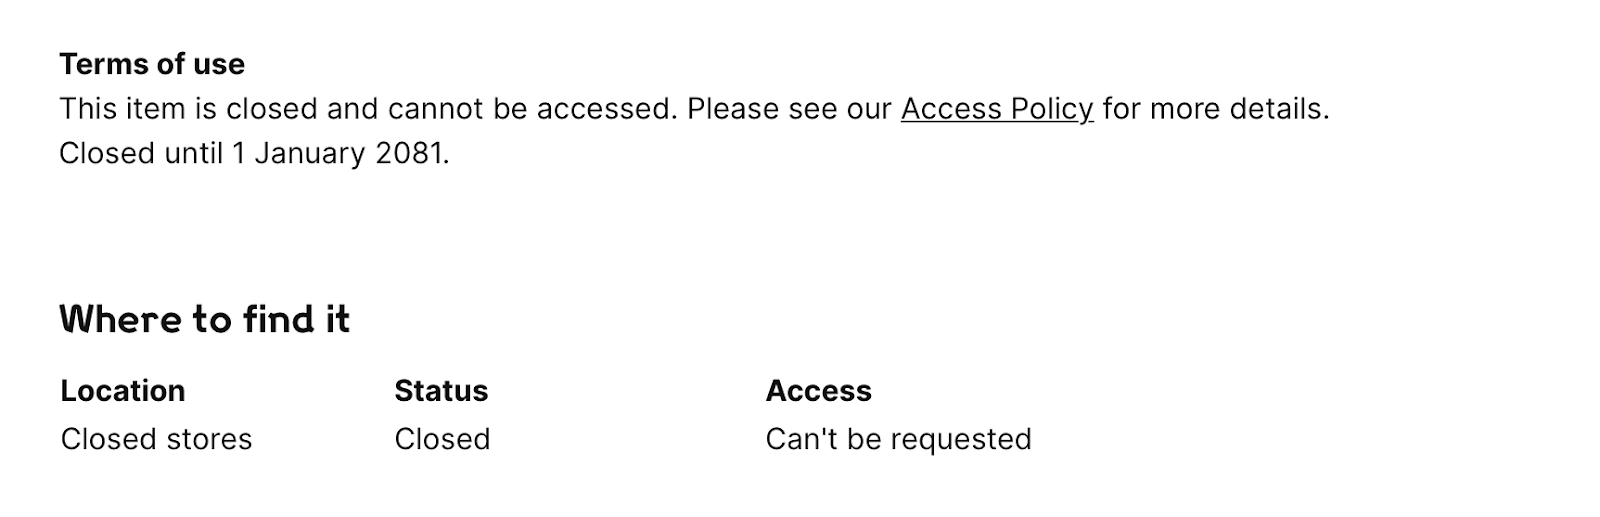 Terms of use
This item is closed and cannot be accessed. Please see our Access Policy for more details.
Closed until 1 January 2081.
Where to find it
Location Status Access
Closed stores Closed Can't be requested